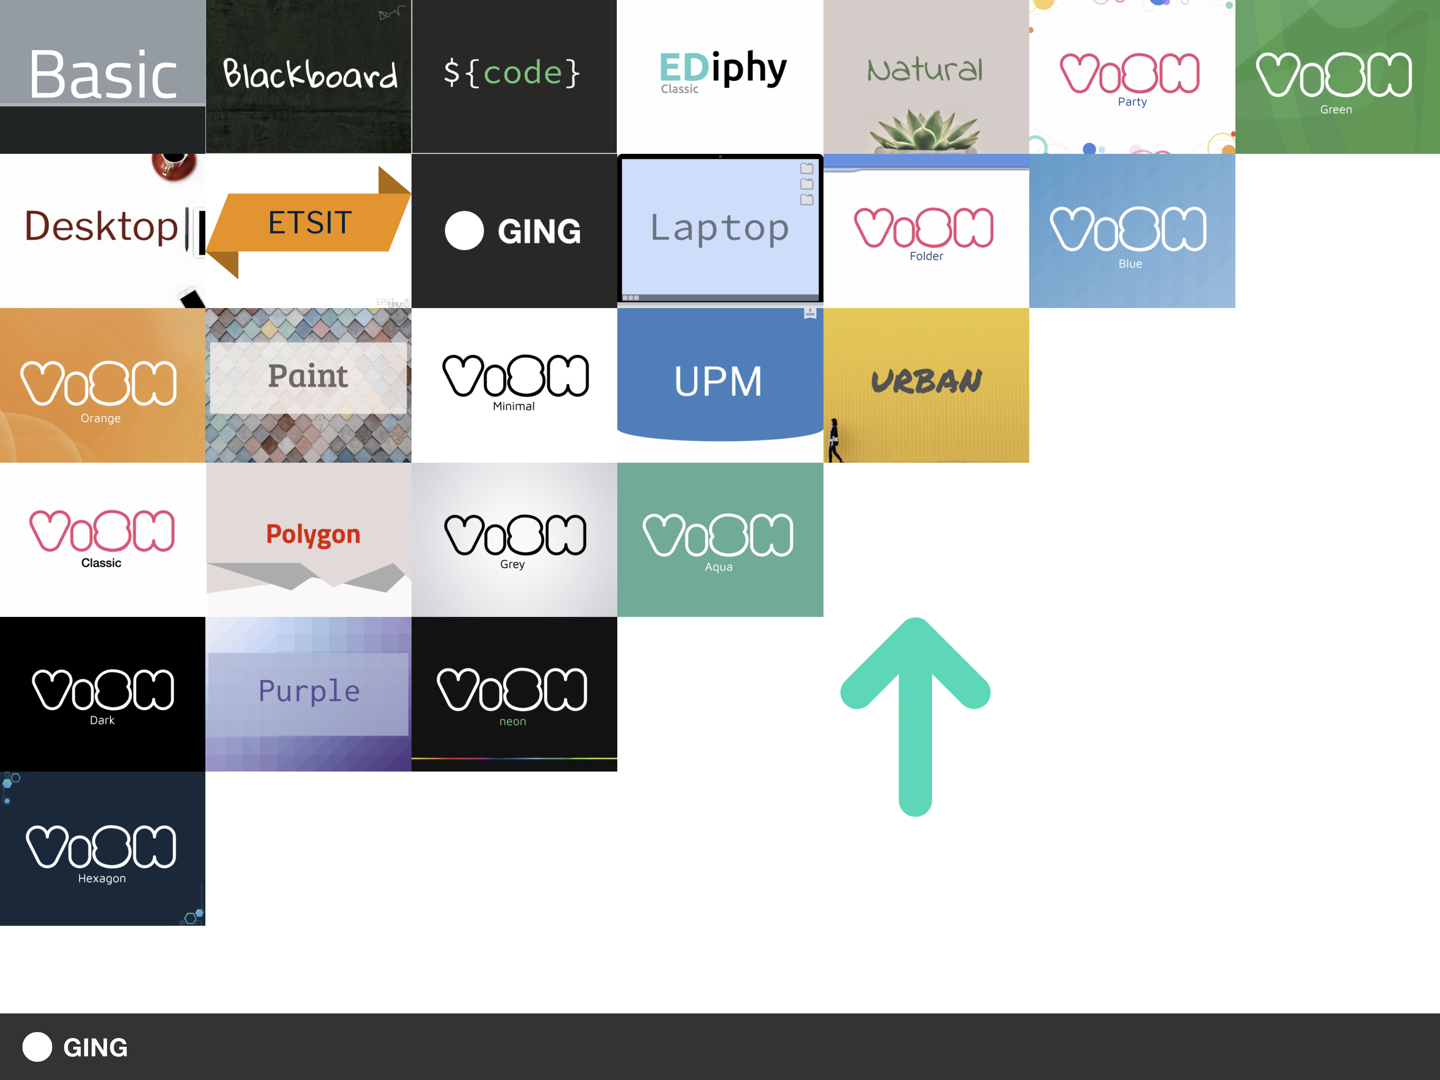 Basic
Blackboard
${code}
EDiphy
Classic
Natural
ViSH
Party
ViSH
Green
Desktop
ETSIT
GING
Laptop
ViSH
Folder
ViSH
Blue
ViSH
Orange
Paint
ViSH
Minimal
UPM
URBAN
ViSH
Classic
Polygon
ViSH
Grey
ViSH
Aqua
ViSH
Dark
Purple
ViSH
neon
ViSH
Hexagon
GING